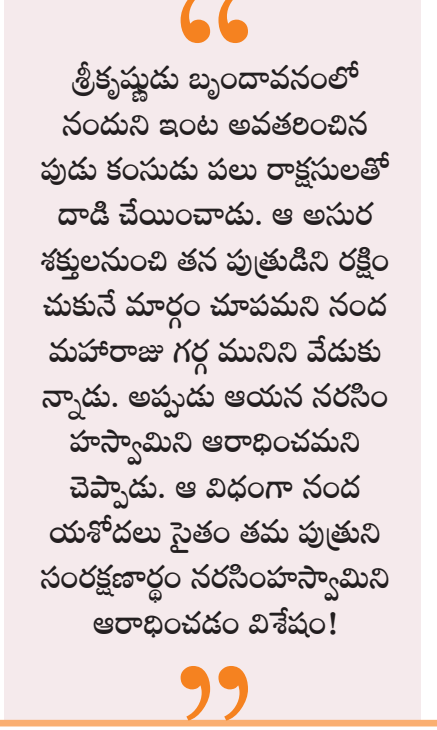 శ్రీకృష్ణుడు బృందావనంలో
నందుని ఇంట అవతరించిన
పుడు కంసుడు పలు రాక్షసులతో
దాడి చేయించాడు. ఆ అసుర
శక్తులనుంచి తన పుత్రుడిని రక్షిం
చుకునే మార్గం చూపమని నంద
మహారాజు గర్గ మునిని వేడుకు
న్నాడు. అప్పుడు ఆయన నరసిం
హస్వామిని ఆరాధించమని
చెప్పాడు. ఆ విధంగా నంద
యశోదలు సైతం తమ పుత్రుని
సంరక్షణార్థం నరసింహస్వామిని
ఆరాధించడం విశేషం!